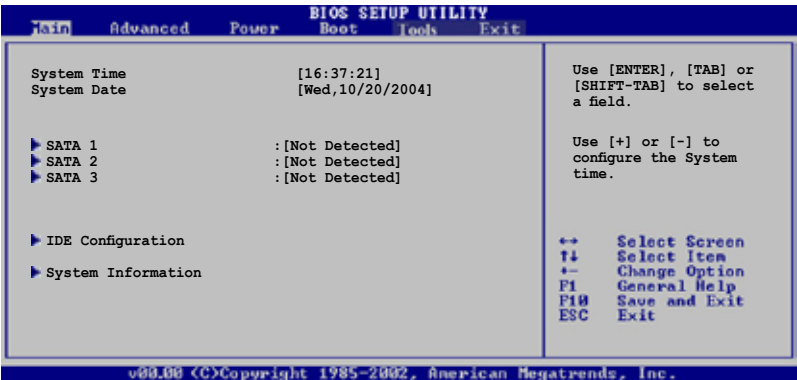 BIOS SETUP UTILITY
Main Advanced Power Boot Tools Exit
System Time [16:37:21]
System Date [Wed,10/20/2004]
SATA 1 :[Not Detected]
SATA 2 :[Not Detected]
SATA 3 :[Not Detected]
IDE Configuration
System Information
Use [ENTER], [TAB] or
[SHIFT-TAB] to select
a field.
Use [+] or [-] to
configure the System
time.
↔ Select Screen
↑↓ Select Item
+- Change Option
F1 General Help
F10 Save and Exit
ESC Exit
v00.00 (C)Copyright 1985-2002, American Megatrends, Inc.